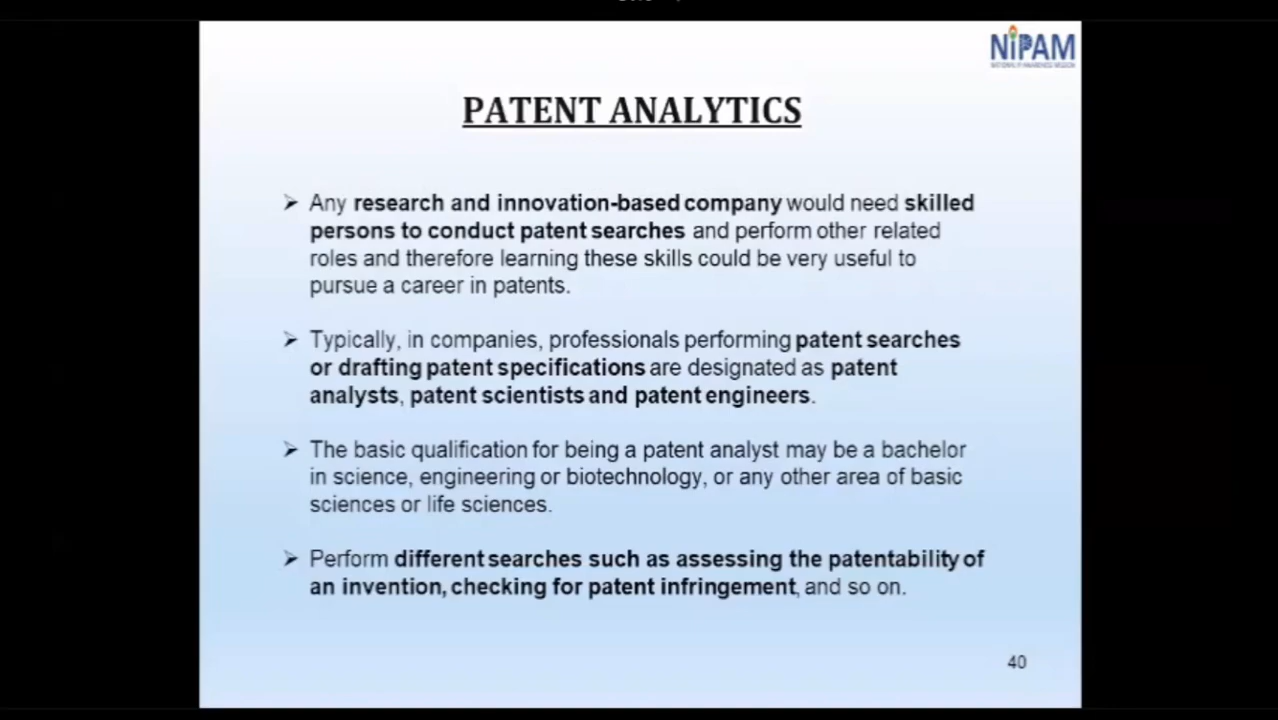 NiPAM
PATENT ANALYTICS
➢ Any research and innovation-based company would need skilled
persons to conduct patent searches and perform other related
roles and therefore learning these skills could be very useful to
pursue a career in patents.
➢ Typically, in companies, professionals performing patent searches
or drafting patent specifications are designated as patent
analysts, patent scientists and patent engineers.
➢ The basic qualification for being a patent analyst may be a bachelor
in science, engineering or biotechnology, or any other area of basic
sciences or life sciences.
➢ Perform different searches such as assessing the patentability of
an invention, checking for patent infringement, and so on.
40